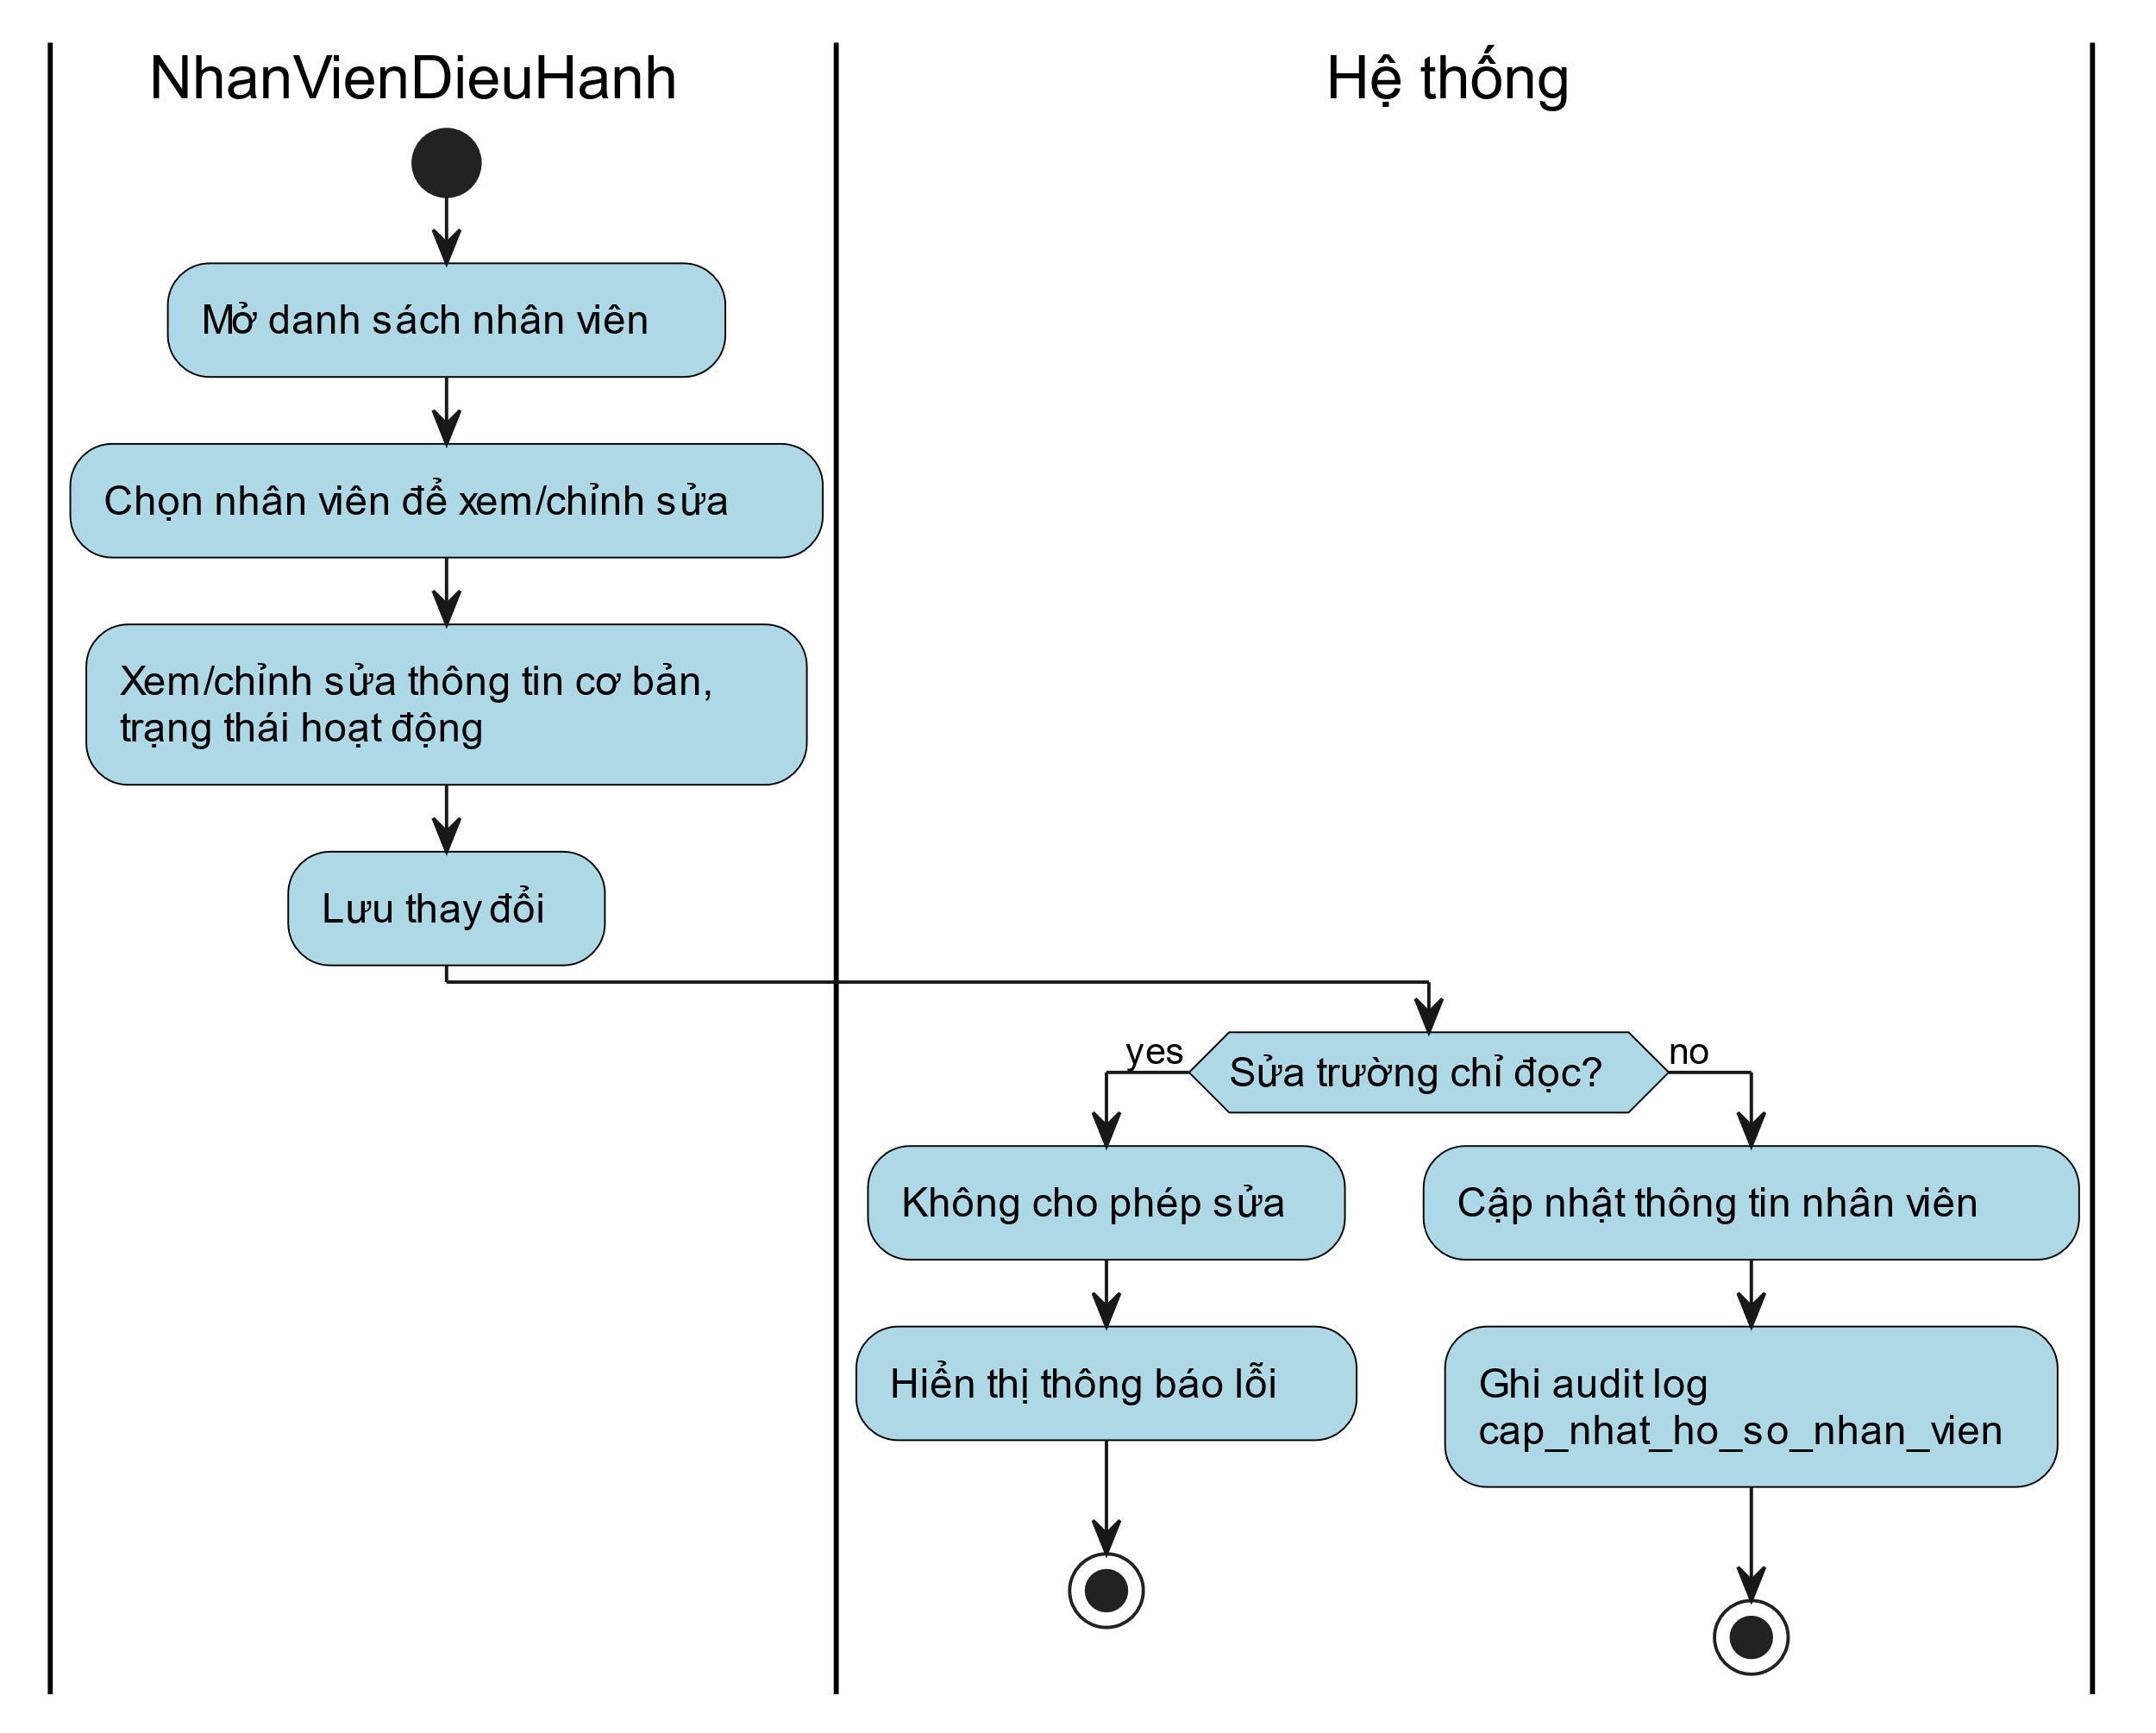 NhanVienDieuHanh
Hệ thống
Mở danh sách nhân viên
Chọn nhân viên để xem/chỉnh sửa
Xem/chỉnh sửa thông tin cơ bản,
trạng thái hoạt động
Lưu thay đổi
yes
Sửa trường chỉ đọc?
no
Không cho phép sửa
Cập nhật thông tin nhân viên
Hiển thị thông báo lỗi
Ghi audit log
cap_nhat_ho_so_nhan_vien